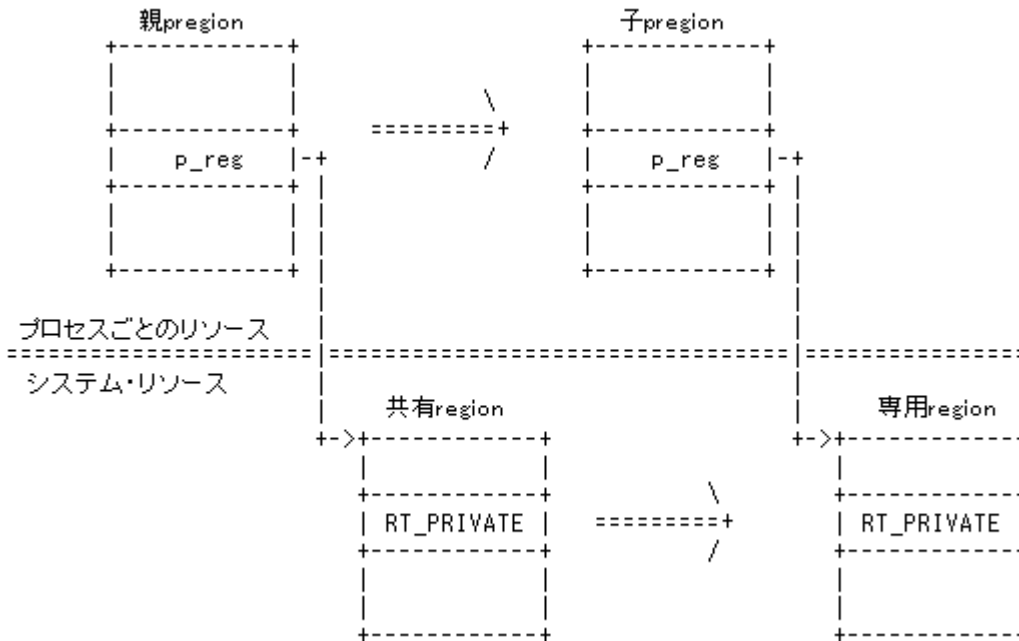 親pregion
子pregion
p_reg
p_reg
プロセスごとのリソース
システム・リソース
共有region
専用region
RT_PRIVATE
RT_PRIVATE